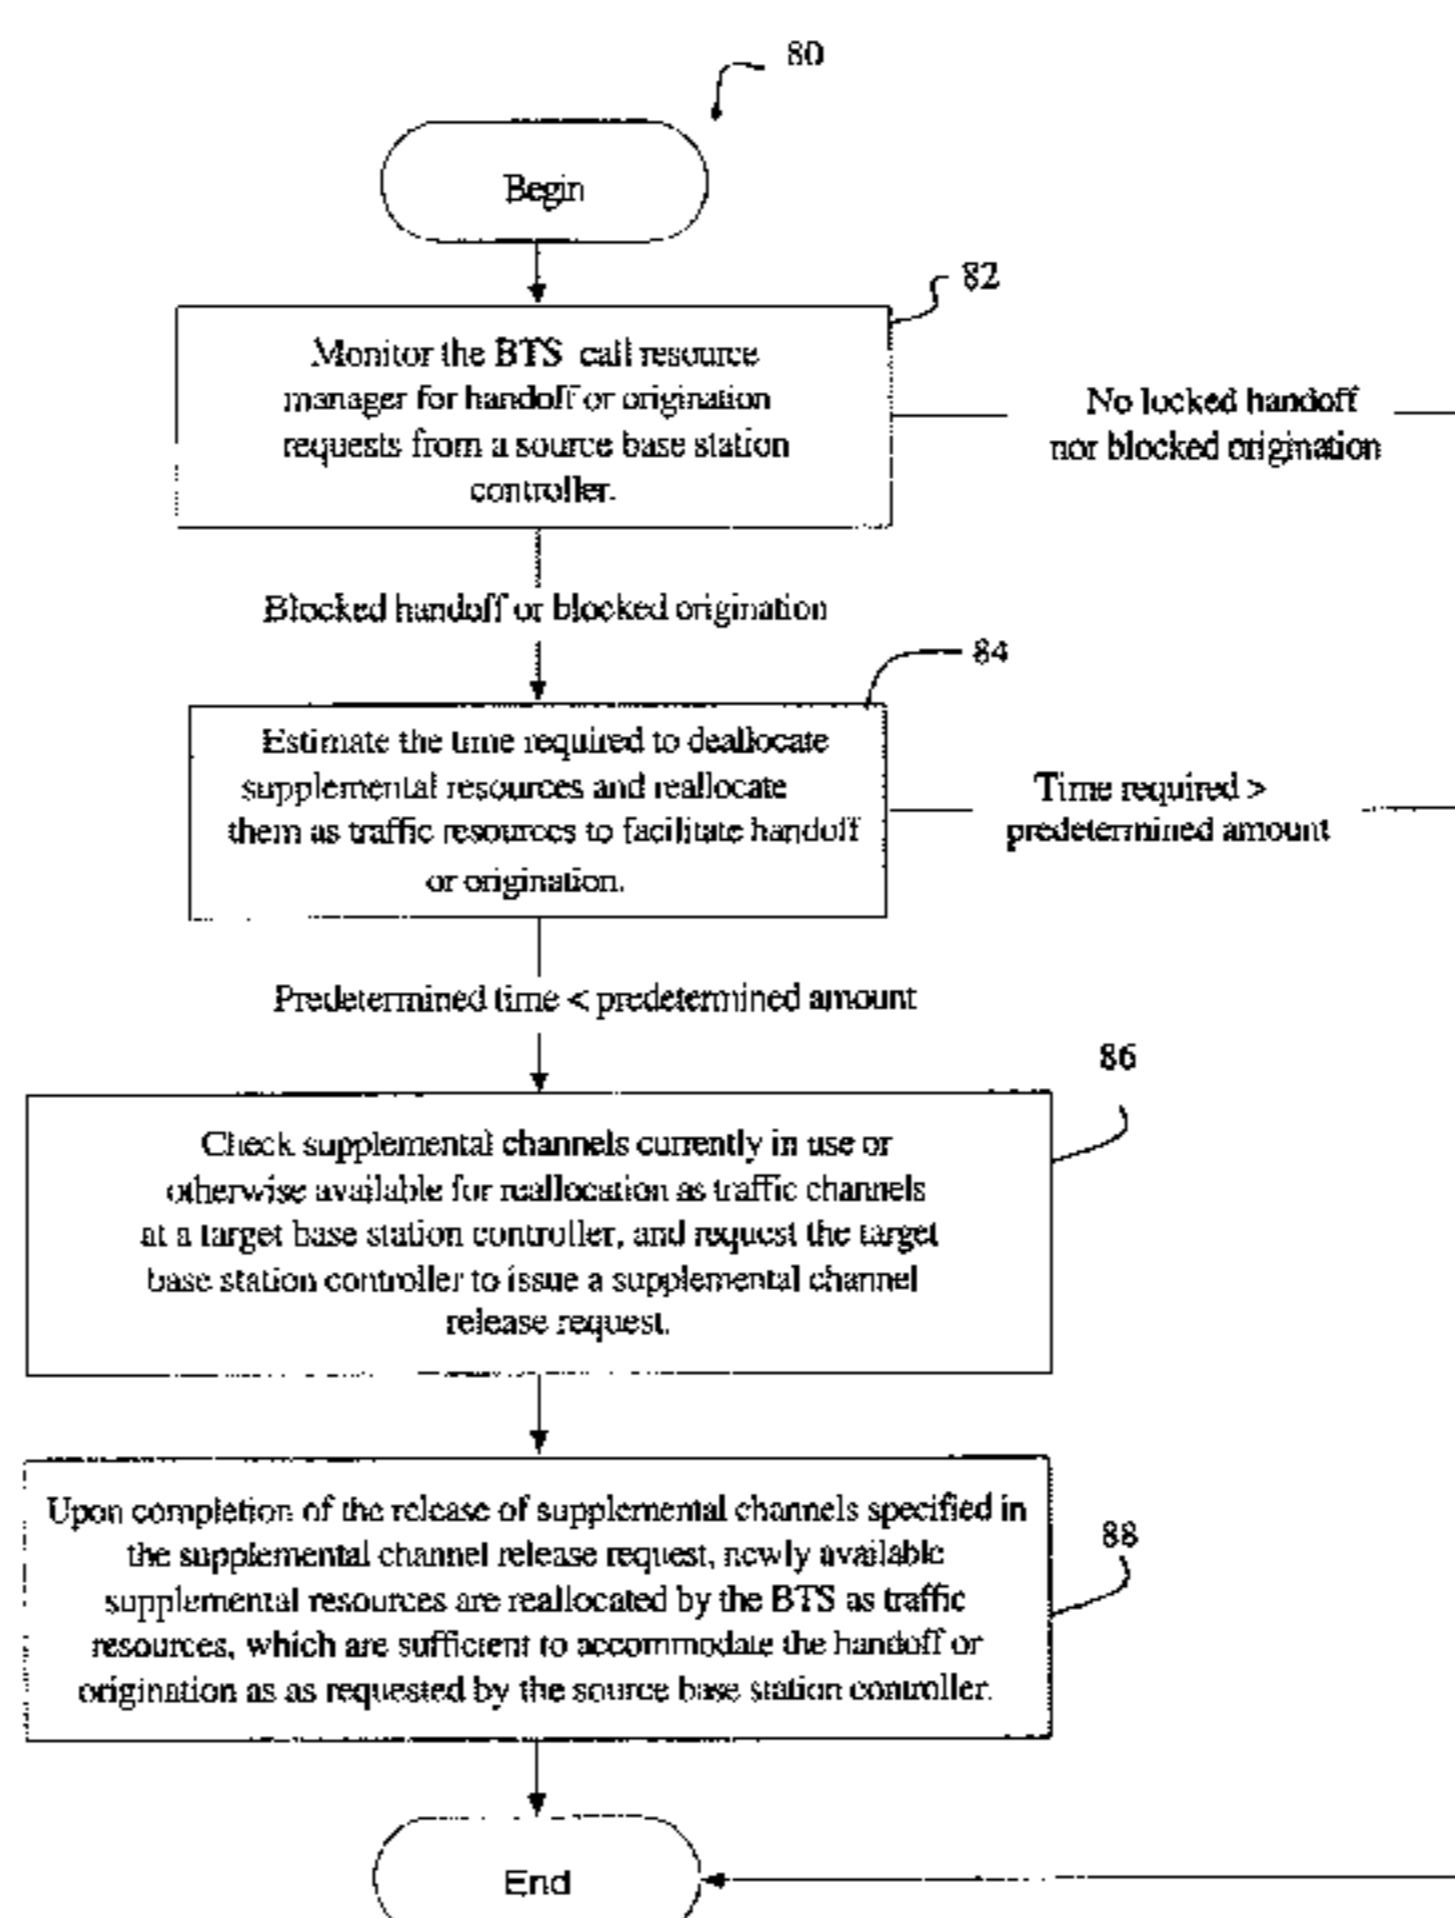 80
Begin
82
Monitor the BTS call resource
manager for handoff or origination
requests from a source base station
controller.
No locked handoff
nor blocked origination
Blocked handoff or blocked origination
84
Estimate the time required to deallocate
supplemental resources and reallocate
them as traffic resources to facilitate handoff
or origination.
Time required >
predetermined amount
Predetermined time < predetermined amount
86
Check supplemental channels currently in use or
otherwise available for reallocation as traffic channels
at a target base station controller, and request the target
base station controller to issue a supplemental channel
release request.
Upon completion of the release of supplemental channels specified in
the supplemental channel release request, newly available
supplemental resources are reallocated by the BTS as traffic
resources, which are sufficient to accommodate the handoff or
origination as as requested by the source base station controller.
88
End